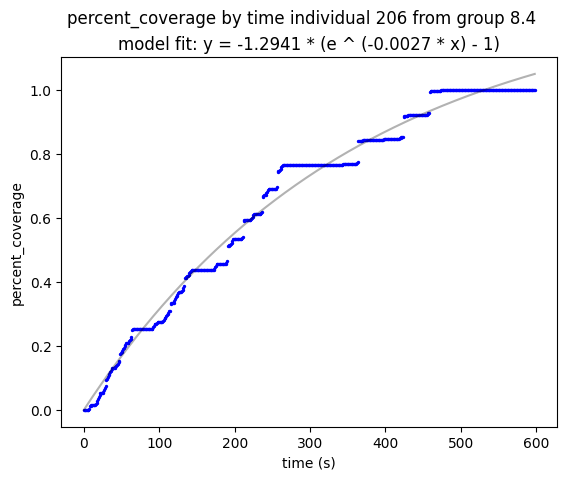 percent_coverage by time individual 206 from group 8.4
model fit: y = -1.2941 * (e ^ (-0.0027 * x) - 1)
1.0
0.8
0.6
0.4
0.2
0.0
percent_coverage
0 100 200 300 400 500 600
time (s)